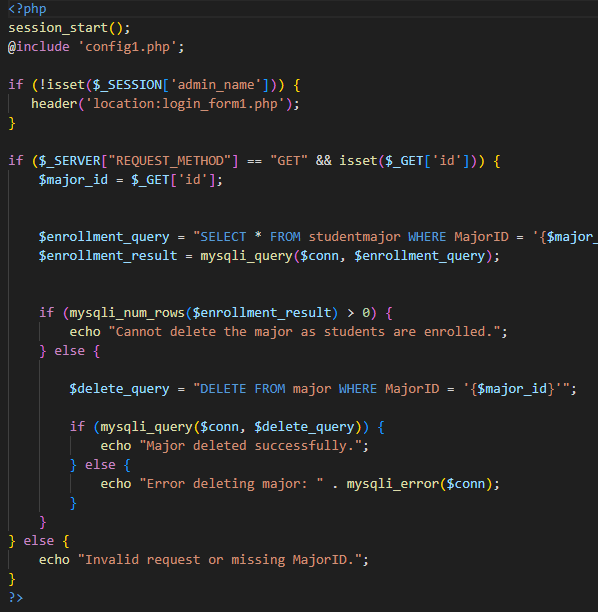 <?php
session_start();
@include 'config1.php';
if (!isset($_SESSION['admin_name'])) {
header('location:login_form1.php');
}
if ($_SERVER["REQUEST_METHOD"] == "GET" && isset($_GET['id'])) {
$major_id = $_GET['id'];
$enrollment_query = "SELECT * FROM studentmajor WHERE MajorID = '{$major_
$enrollment_result = mysqli_query($conn, $enrollment_query);
if (mysqli_num_rows($enrollment_result) > 0) {
echo "Cannot delete the major as students are enrolled.";
} else {
$delete_query = "DELETE FROM major WHERE MajorID = '{$major_id}'";
if (mysqli_query($conn, $delete_query)) {
echo "Major deleted successfully.";
} else {
echo "Error deleting major: " . mysqli_error($conn);
}
}
} else {
echo "Invalid request or missing MajorID.";
}
?>